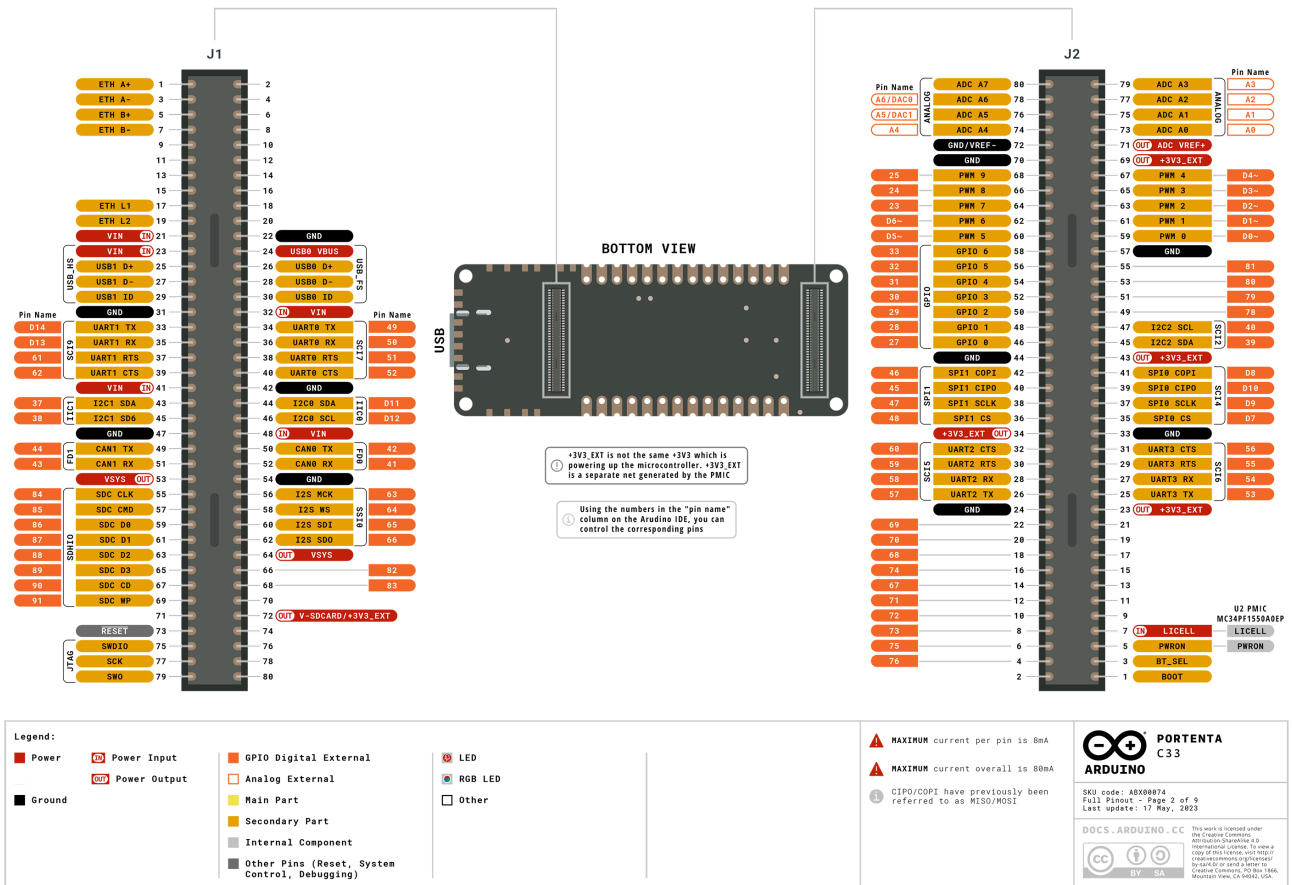 J1
J2
ETH A+ 1 2
ETH A- 3 4
ETH B+ 5 6
ETH B- 7 8
9 10
11 12
13 14
15 16
ETH L1 17 18
ETH L2 19 20
VIN IN 21 22 GND
VIN IN 23 24 USB0 VBUS
USB1 D+ 25 26 USB0 D+
USB1 D- 27 28 USB0 D-
USB1 ID 29 30 USB0 ID
USB_HS
USB_FS
GND 31 32 IN VIN
Pin Name
Pin Name
D14 UART1 TX 33 34 UART0 TX 49
D13 UART1 RX 35 36 UART0 RX 50
61 UART1 RTS 37 38 UART0 RTS 51
62 UART1 CTS 39 40 UART0 CTS 52
SCI9
SCI7
VIN IN 41 42 GND
37 I2C1 SDA 43 44 I2C0 SDA D11
38 I2C1 SD6 45 46 I2C0 SCL D12
IIC1
IIC0
GND 47 48 IN VIN
44 CAN1 TX 49 50 CAN0 TX 42
43 CAN1 RX 51 52 CAN0 RX 41
FD1
FD0
VSYS OUT 53 54 GND
84 SDC CLK 55 56 I2S MCK 63
85 SDC CMD 57 58 I2S WS 64
86 SDC D0 59 60 I2S SDI 65
87 SDC D1 61 62 I2S SDO 66
SSI0
88 SDC D2 63 64 OUT VSYS
89 SDC D3 65 66 82
90 SDC CD 67 68 83
91 SDC WP 69 70
SDHIO
71 72 OUT V-SDCARD/+3V3_EXT
RESET 73 74
SWDIO 75 76
SCK 77 78
SWO 79 80
JTAG
BOTTOM VIEW
USB
+3V3_EXT is not the same +3V3 which is
powering up the microcontroller. +3V3_EXT
is a separate net generated by the PMIC
Using the numbers in the "pin name"
column on the Arudino IDE, you can
control the corresponding pins
Pin Name
Pin Name
ADC A7 80 79 ADC A3 A3
A6/DAC0 ADC A6 78 77 ADC A2 A2
A5/DAC1 ADC A5 76 75 ADC A1 A1
A4 ADC A4 74 73 ADC A0 A0
ANALOG
ANALOG
GND/VREF- 72 71 OUT ADC VREF+
GND 70 69 OUT +3V3_EXT
25 PWM 9 68 67 PWM 4 D4~
24 PWM 8 66 65 PWM 3 D3~
23 PWM 7 64 63 PWM 2 D2~
D6~ PWM 6 62 61 PWM 1 D1~
D5~ PWM 5 60 59 PWM 0 D0~
33 GPIO 6 58 57 GND
32 GPIO 5 56 55 81
31 GPIO 4 54 53 80
30 GPIO 3 52 51 79
29 GPIO 2 50 49 78
28 GPIO 1 48 47 I2C2 SCL 40
27 GPIO 0 46 45 I2C2 SDA 39
GPIO
SCI2
GND 44 43 OUT +3V3_EXT
46 SPI1 COPI 42 41 SPI0 COPI D8
45 SPI1 CIPO 40 39 SPI0 CIPO D10
47 SPI1 SCLK 38 37 SPI0 SCLK D9
48 SPI1 CS 36 35 SPI0 CS D7
SPI1
SCI4
+3V3_EXT OUT 34 33 GND
60 UART2 CTS 32 31 UART3 CTS 56
59 UART2 RTS 30 29 UART3 RTS 55
58 UART2 RX 28 27 UART3 RX 54
57 UART2 TX 26 25 UART3 TX 53
SCI5
SCI6
GND 24 23 OUT +3V3_EXT
69 22 21
70 20 19
68 18 17
74 16 15
67 14 13
71 12 11
72 10 9
U2 PMIC
MC34PF1550A0EP
73 8 7 IN LICELL LICELL
75 6 5 PWRON PWRON
76 4 3 BT_SEL
2 1 BOOT
Legend:
Power
IN Power Input
OUT Power Output
Ground
GPIO Digital External
Analog External
Main Part
Secondary Part
Internal Component
Other Pins (Reset, System
Control, Debugging)
LED
RGB LED
Other
MAXIMUM current per pin is 8mA
MAXIMUM current overall is 80mA
CIPO/COPI have previously been
referred to as MISO/MOSI
ARDUINO
PORTENTA
C33
SKU code: ABX00074
Full Pinout - Page 2 of 9
Last update: 17 May, 2023
DOCS.ARDUINO.CC
CC BY SA
This work is licensed under
the Creative Commons
Attribution-ShareAlike 4.0
International License. To view a
copy of this license, visit http://
creativecommons.org/licenses/
by-sa/4.0/ or send a letter to
Creative Commons, PO Box 1866,
Mountain View, CA 94042, USA.